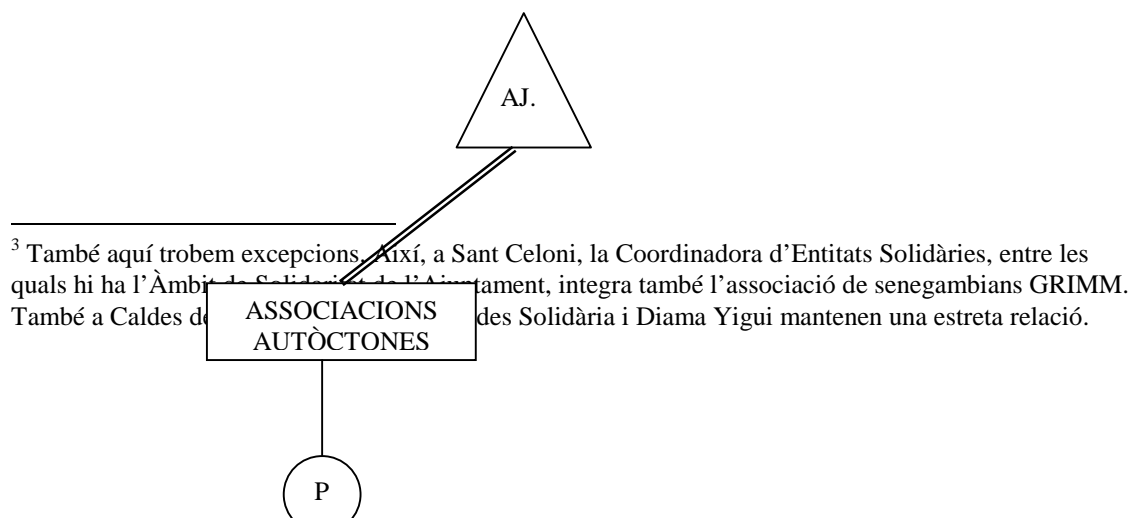 AJ.
³ També aquí trobem excepcions. Així, a Sant Celoni, la Coordinadora d’Entitats Solidàries, entre les
quals hi ha l’Àmbit de Solidaritat de l’Ajuntament, integra també l’associació de senegambians GRIMM.
També a Caldes de des Solidària i Diama Yigui mantenen una estreta relació.
ASSOCIACIONS
AUTÒCTONES
P